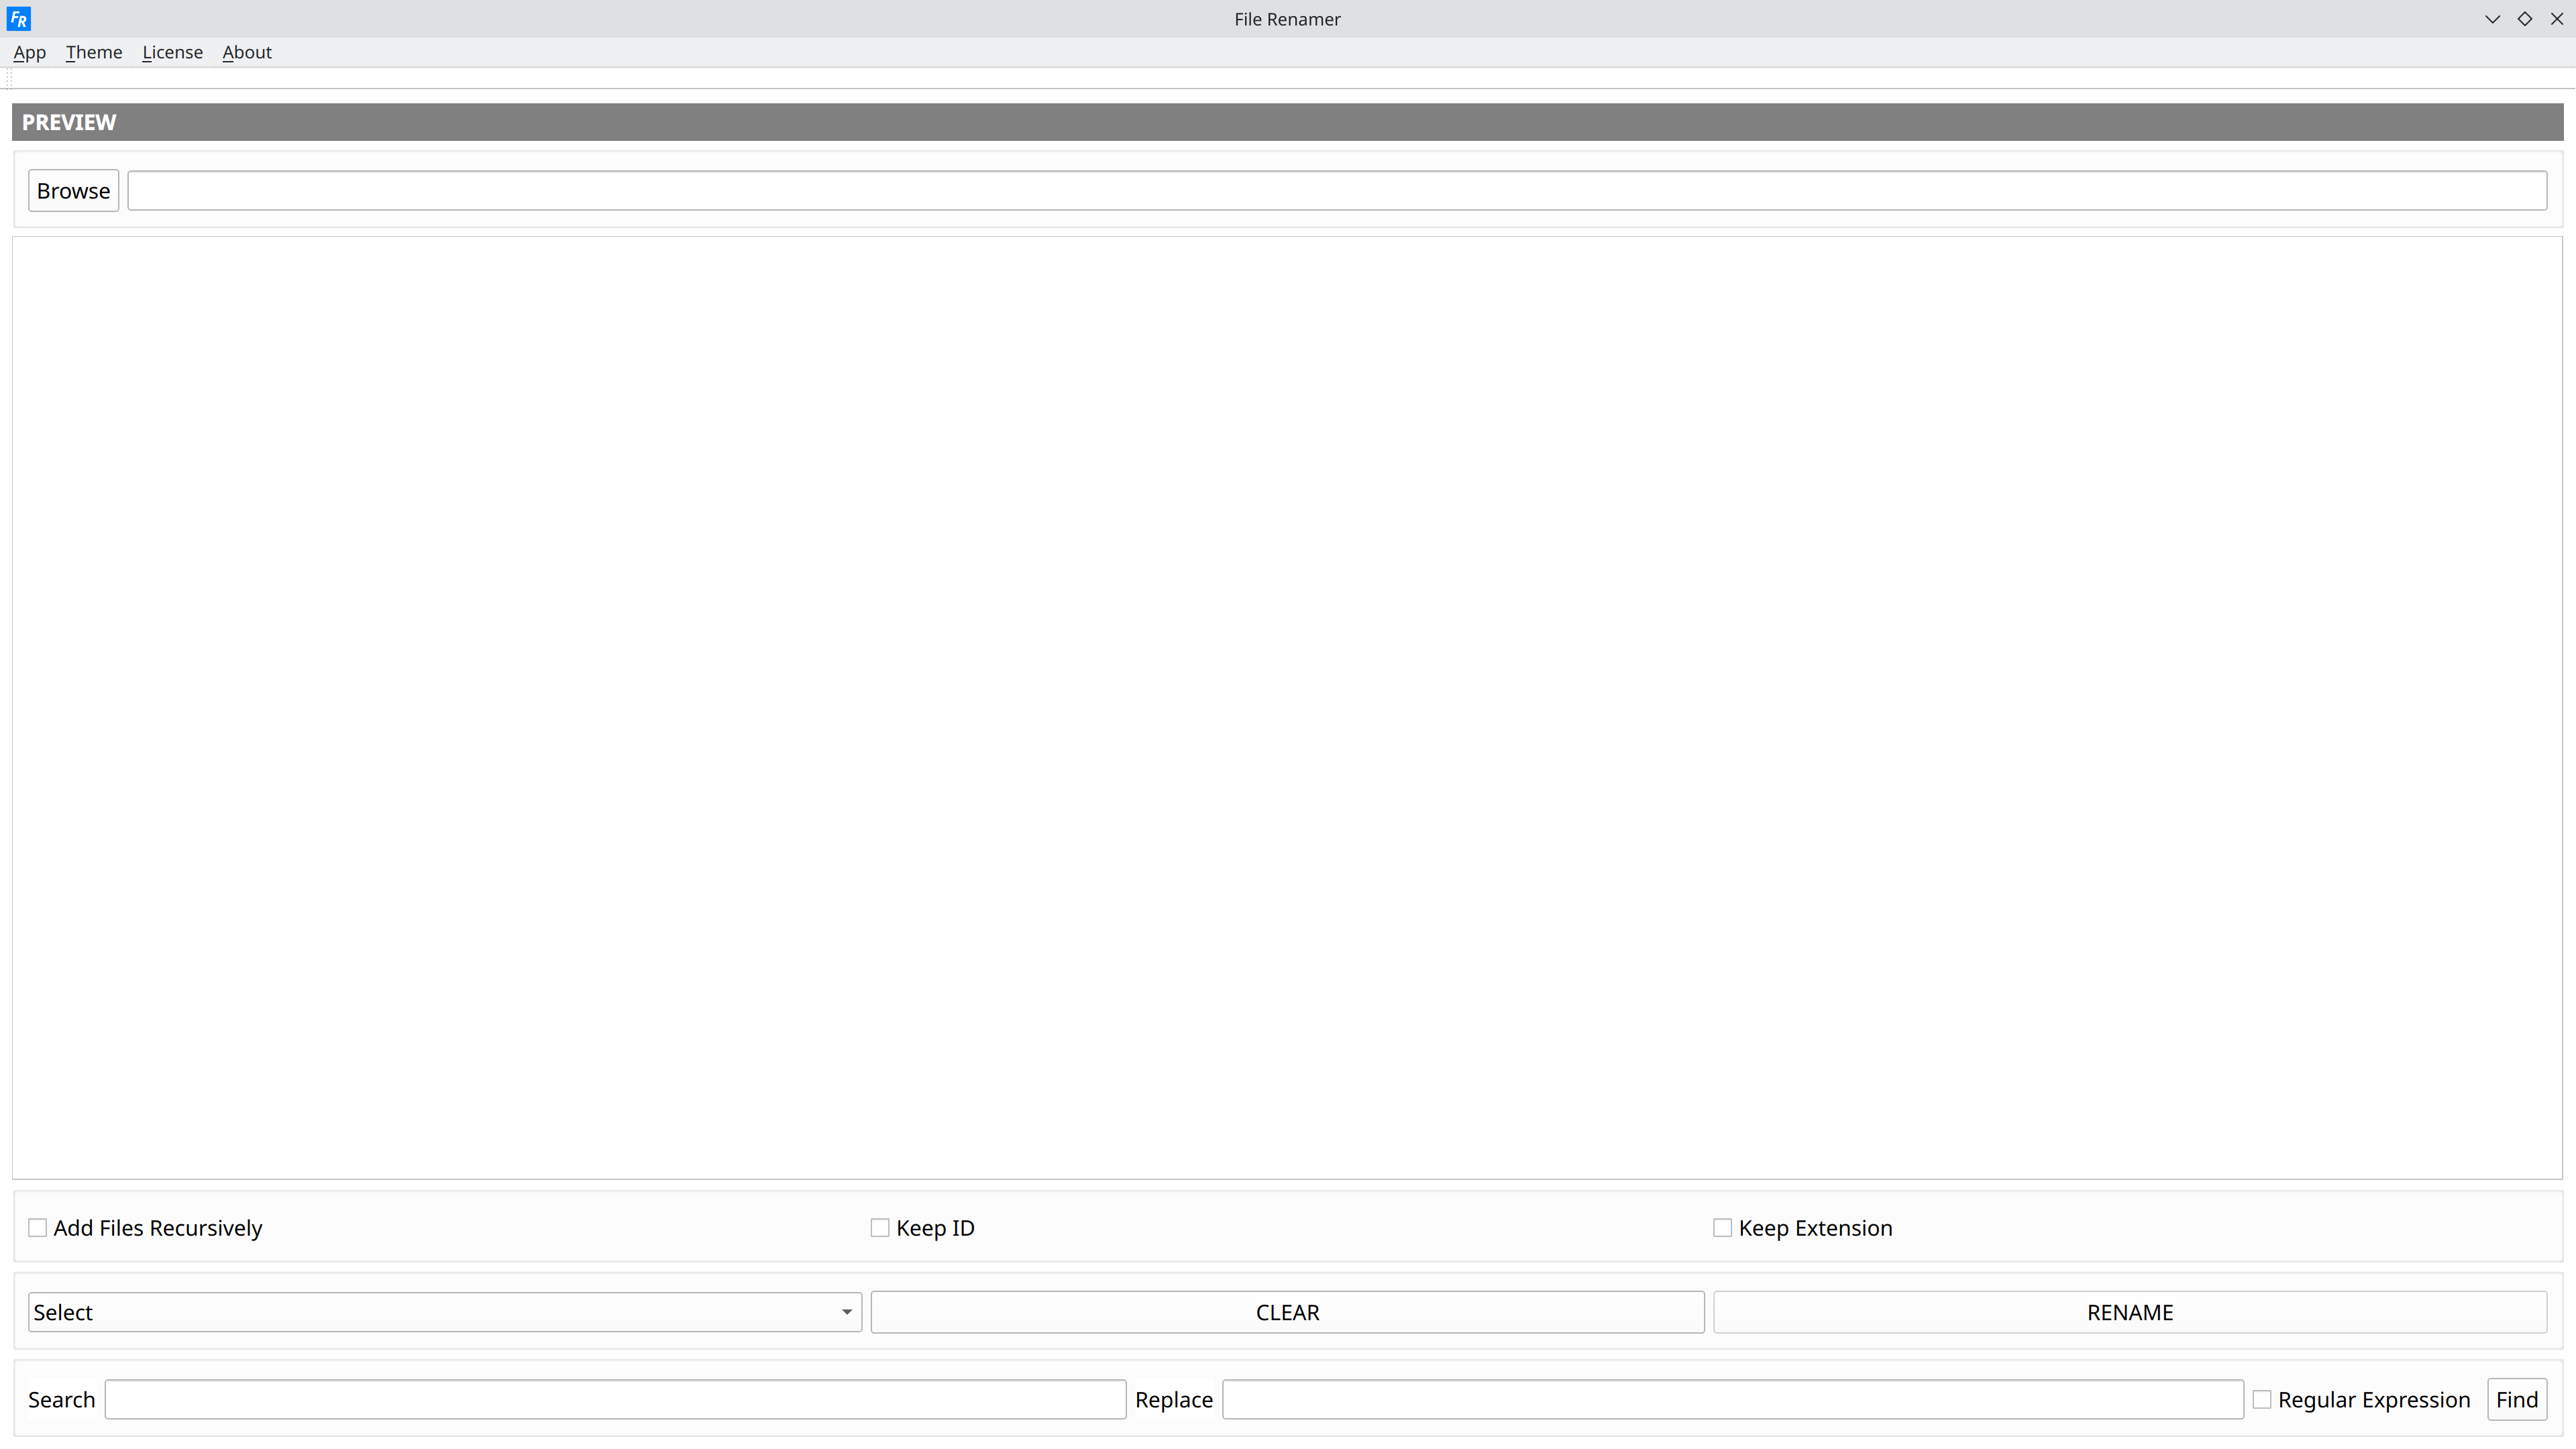 FR File Renamer
App Theme License About
PREVIEW
Browse
Add Files Recursively Keep ID Keep Extension
Select CLEAR RENAME
Search Replace Regular Expression Find